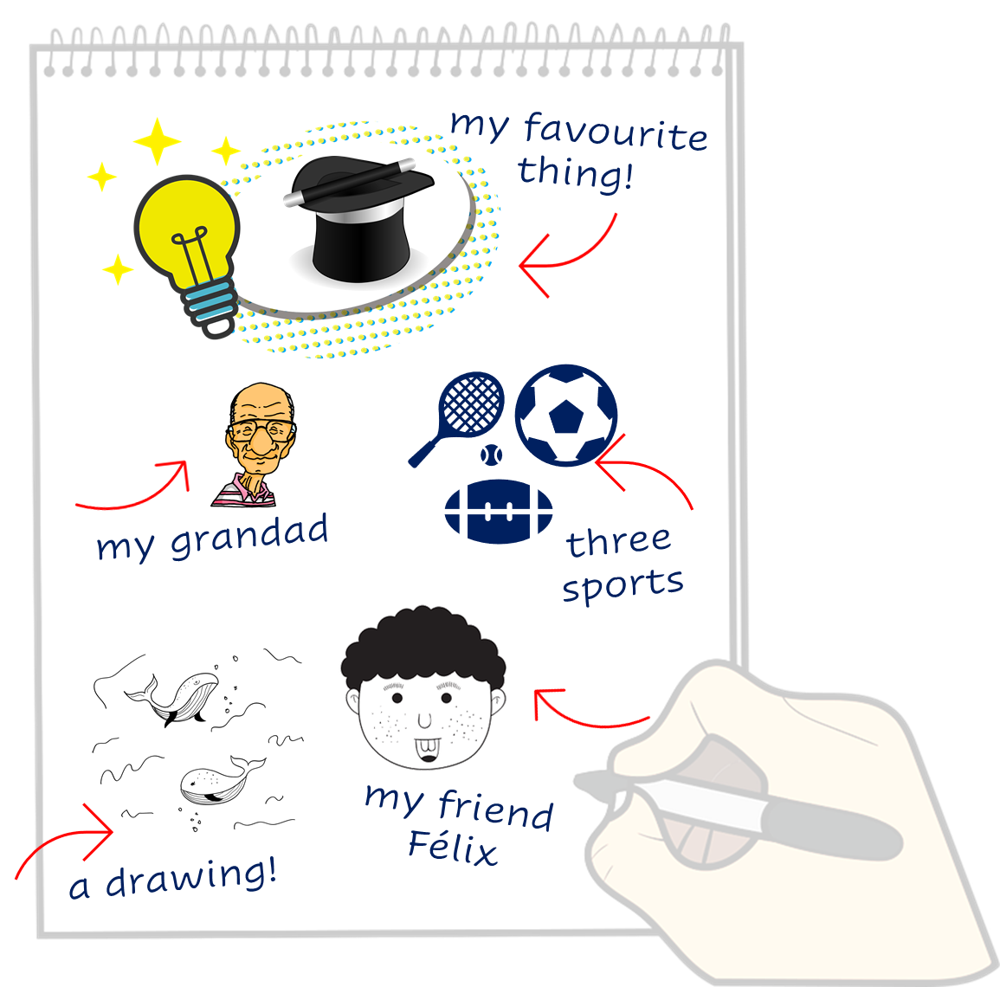 my favourite
thing!
my grandad
three
sports
my friend
Félix
a drawing!